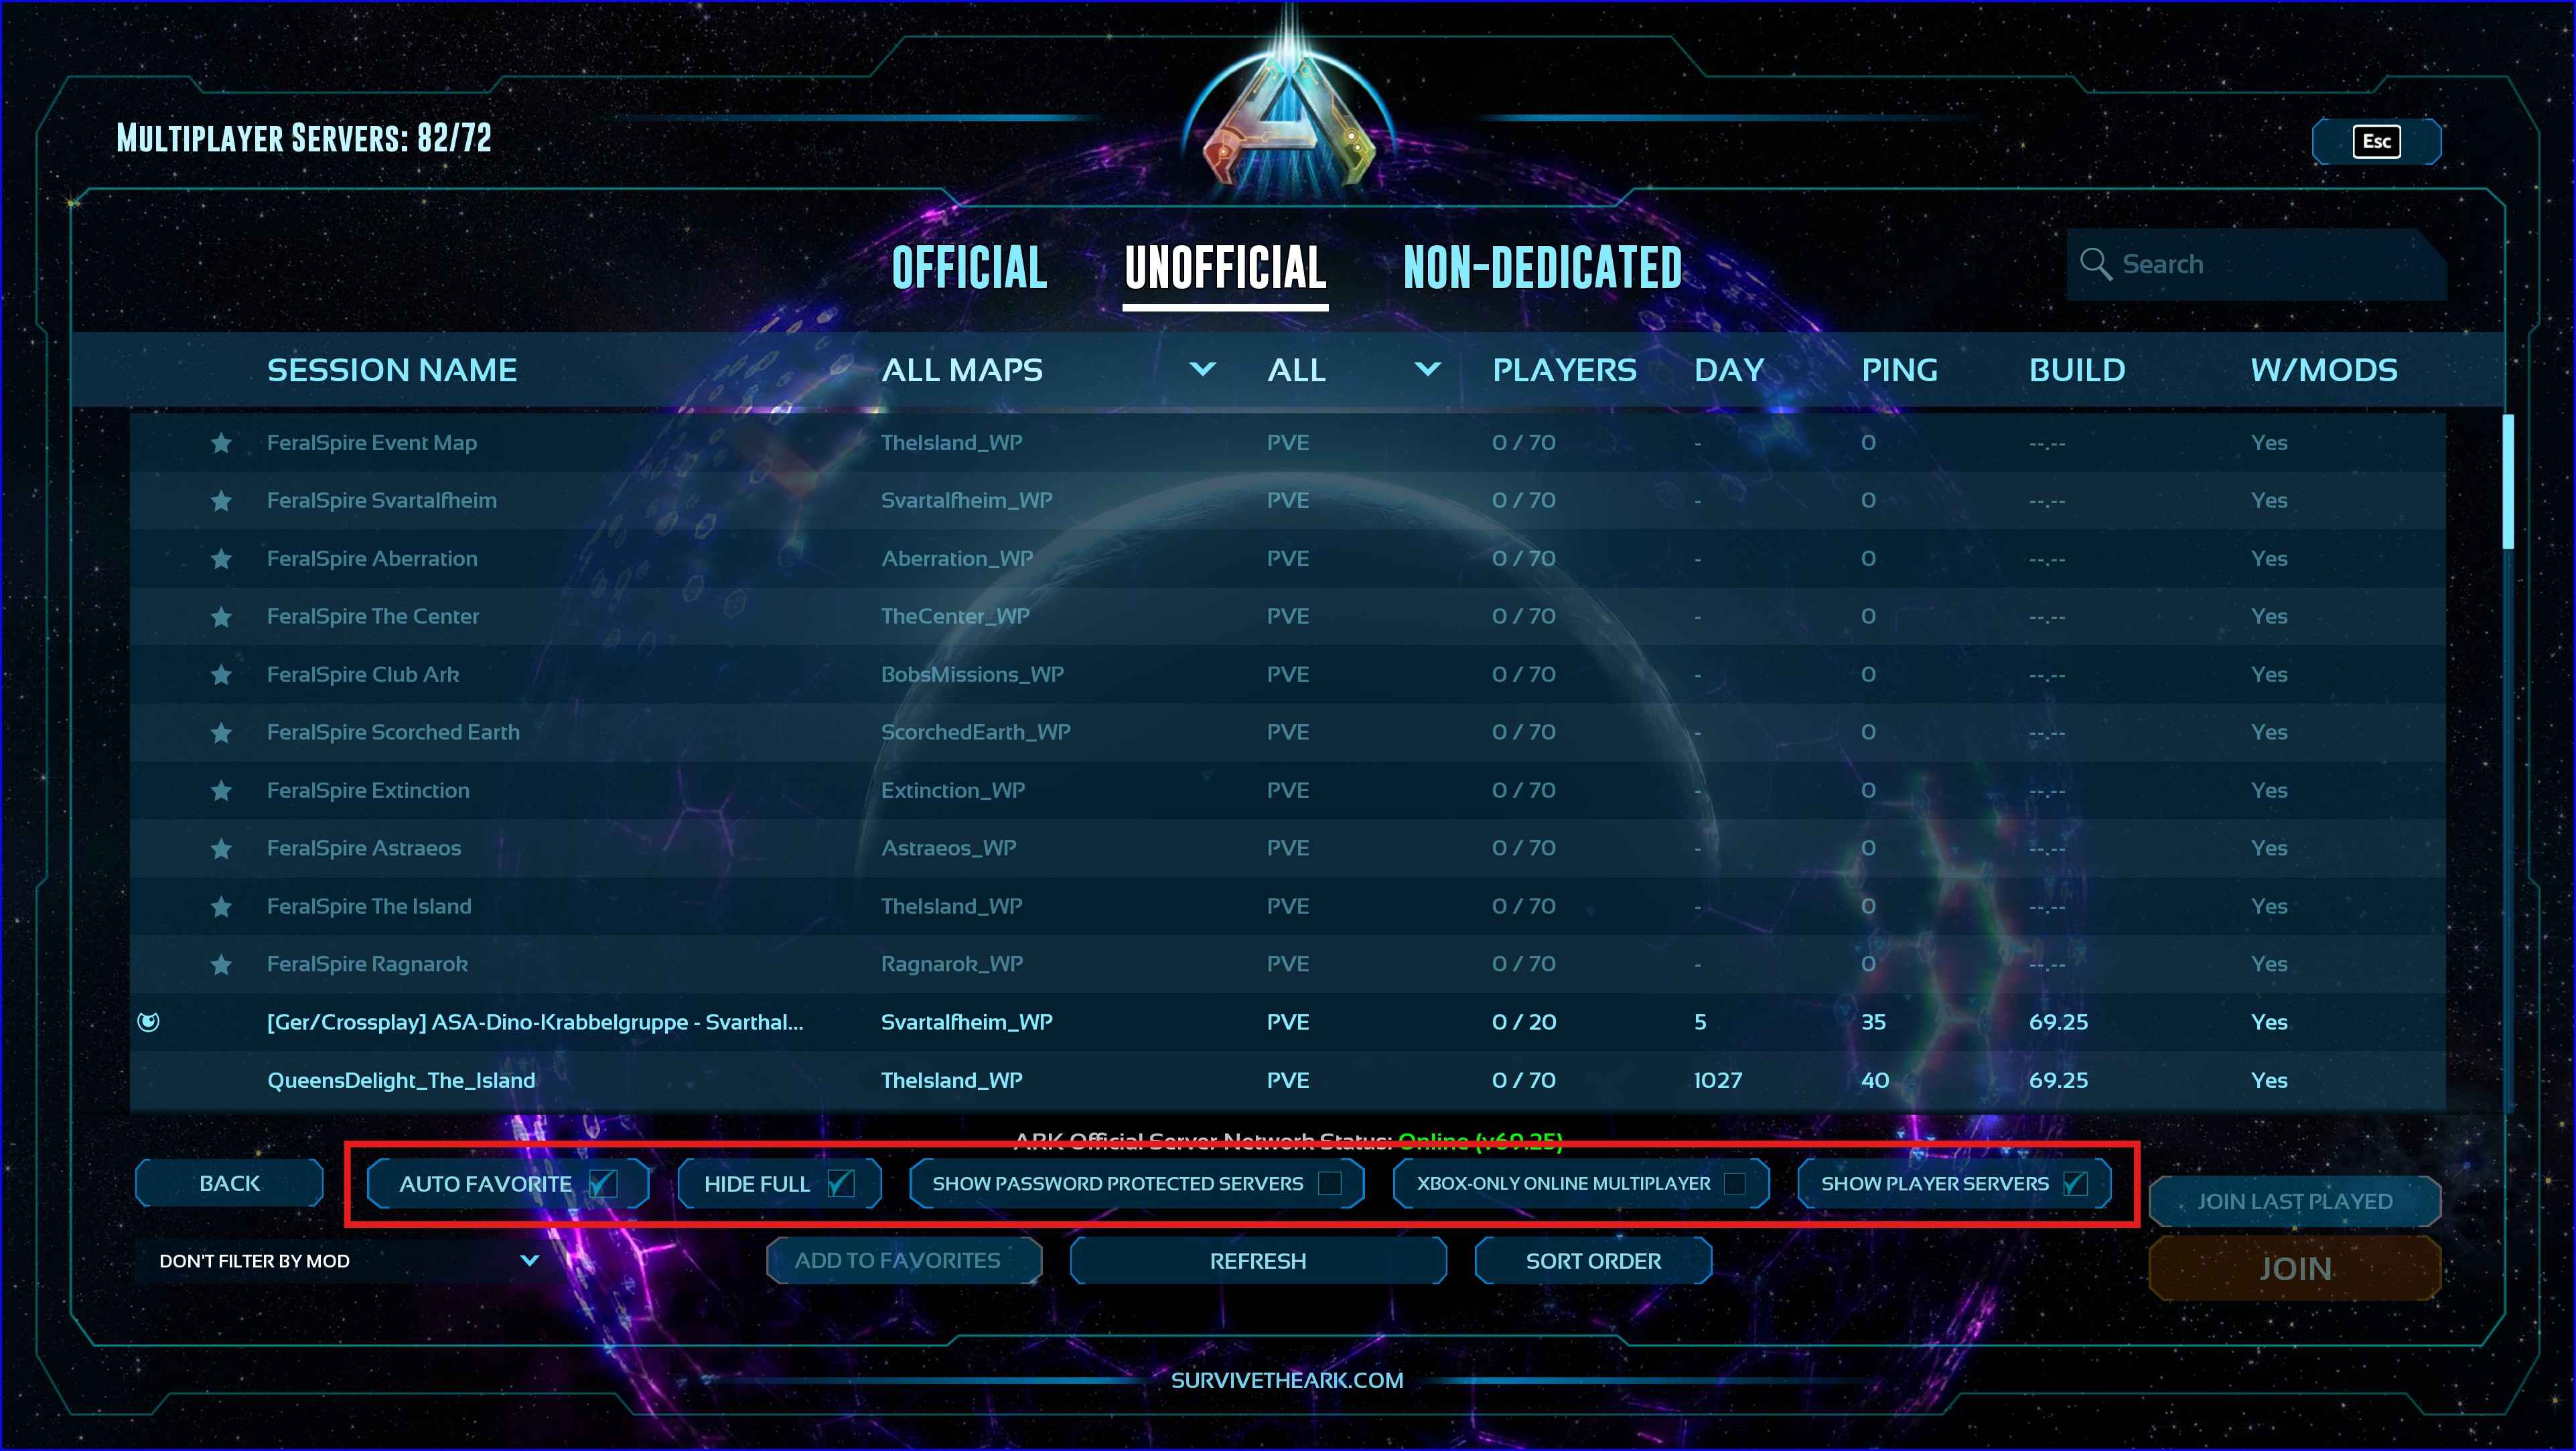 MULTIPLAYER SERVERS: 82/72
Esc
OFFICIAL UNOFFICIAL NON-DEDICATED
Search
SESSION NAME ALL MAPS ALL PLAYERS DAY PING BUILD W/MODS
FeralSpire Event Map TheIsland_WP PVE 0 / 70 - 0 --.-- Yes
FeralSpire Svartalfheim Svartalfheim_WP PVE 0 / 70 - 0 --.-- Yes
FeralSpire Aberration Aberration_WP PVE 0 / 70 - 0 --.-- Yes
FeralSpire The Center TheCenter_WP PVE 0 / 70 - 0 --.-- Yes
FeralSpire Club Ark BobsMissions_WP PVE 0 / 70 - 0 --.-- Yes
FeralSpire Scorched Earth ScorchedEarth_WP PVE 0 / 70 - 0 --.-- Yes
FeralSpire Extinction Extinction_WP PVE 0 / 70 - 0 --.-- Yes
FeralSpire Astraeos Astraeos_WP PVE 0 / 70 - 0 --.-- Yes
FeralSpire The Island TheIsland_WP PVE 0 / 70 - 0 --.-- Yes
FeralSpire Ragnarok Ragnarok_WP PVE 0 / 70 - 0 --.-- Yes
[Ger/Crossplay] ASA-Dino-Krabbelgruppe - Svarthal... Svartalfheim_WP PVE 0 / 20 5 35 69.25 Yes
QueensDelight_The_Island TheIsland_WP PVE 0 / 70 1027 40 69.25 Yes
ARK Official Server Network Status: Online (v69.25)
BACK AUTO FAVORITE HIDE FULL SHOW PASSWORD PROTECTED SERVERS XBOX-ONLY ONLINE MULTIPLAYER SHOW PLAYER SERVERS
JOIN LAST PLAYED
DON'T FILTER BY MOD ADD TO FAVORITES REFRESH SORT ORDER JOIN
SURVIVETHEARK.COM